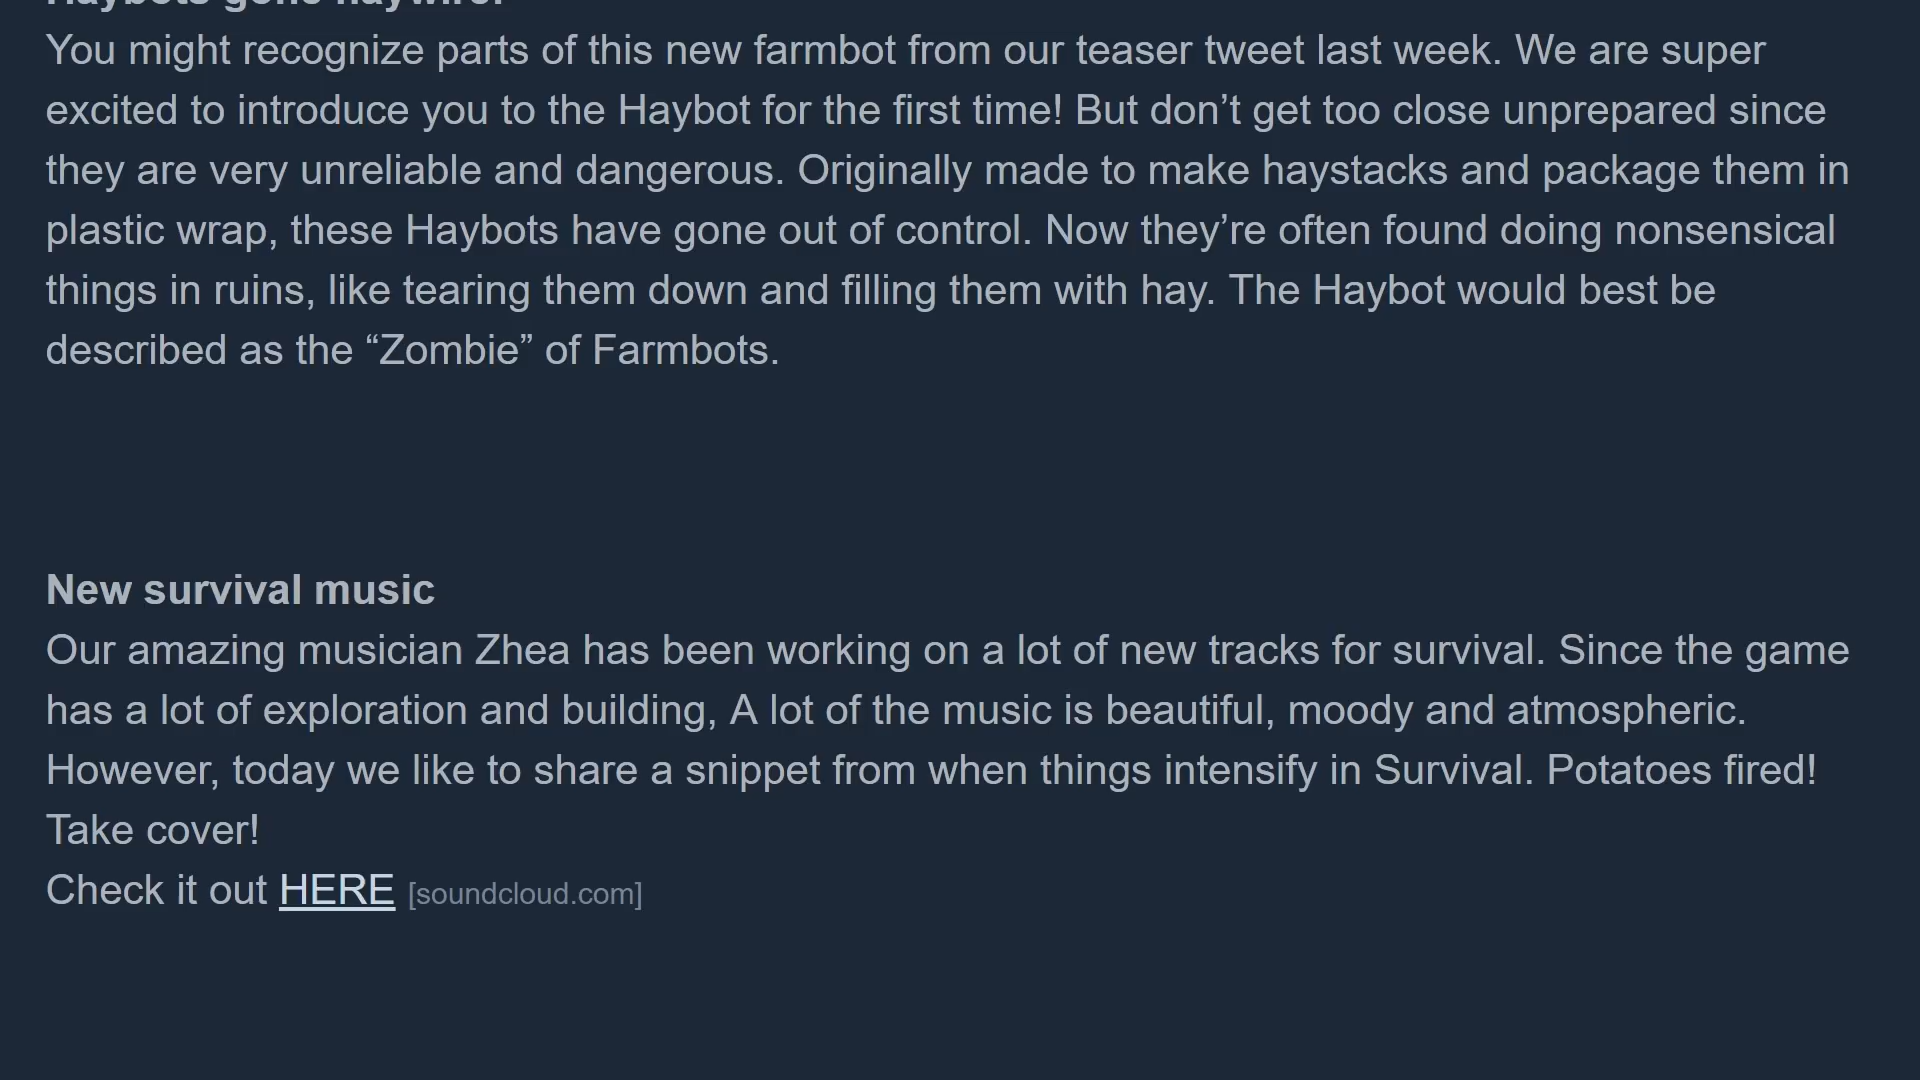 Haybots gone haywire!
You might recognize parts of this new farmbot from our teaser tweet last week. We are super
excited to introduce you to the Haybot for the first time! But don’t get too close unprepared since
they are very unreliable and dangerous. Originally made to make haystacks and package them in
plastic wrap, these Haybots have gone out of control. Now they’re often found doing nonsensical
things in ruins, like tearing them down and filling them with hay. The Haybot would best be
described as the “Zombie” of Farmbots.
New survival music
Our amazing musician Zhea has been working on a lot of new tracks for survival. Since the game
has a lot of exploration and building, A lot of the music is beautiful, moody and atmospheric.
However, today we like to share a snippet from when things intensify in Survival. Potatoes fired!
Take cover!
Check it out HERE [soundcloud.com]